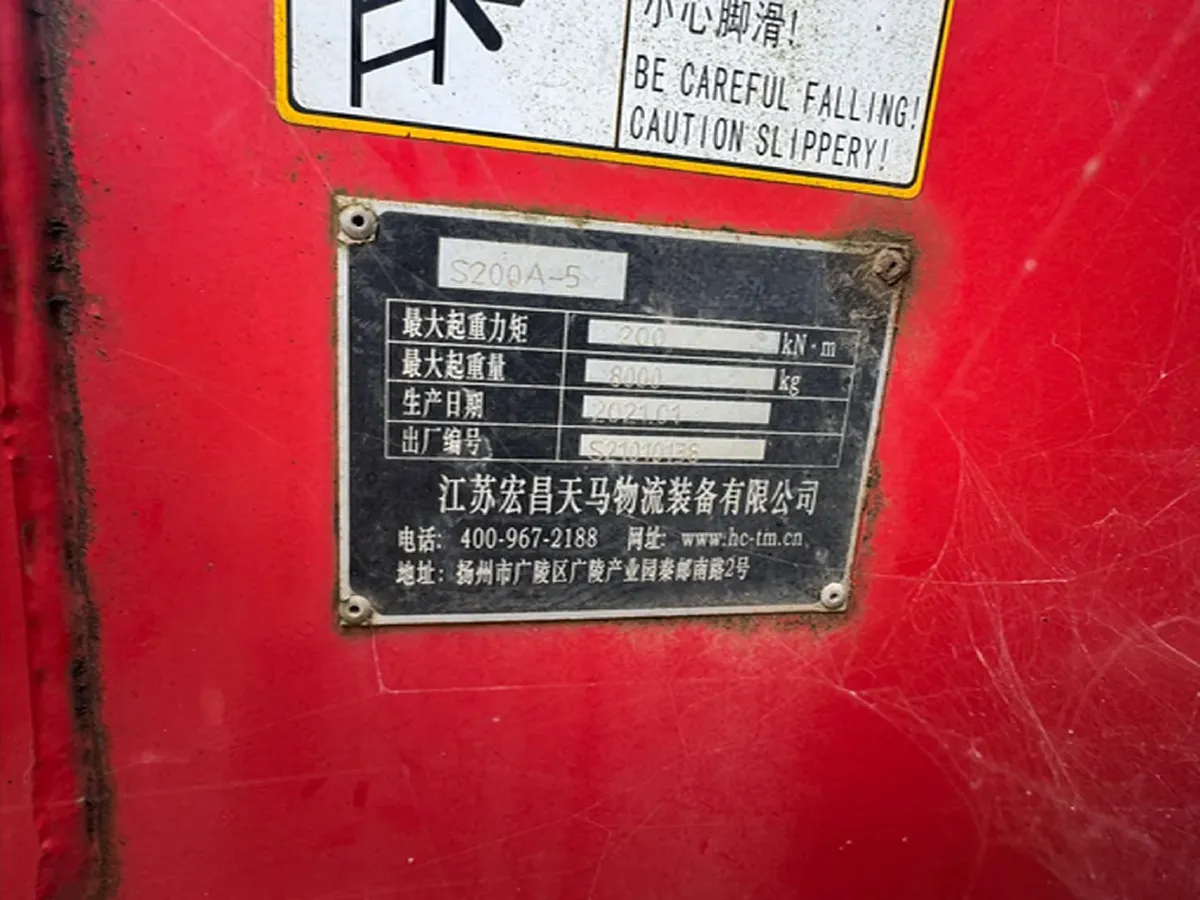 小心脚滑!
BE CAREFUL FALLING!
CAUTION SLIPPERY!
S200A-5
最大起重力矩 200 kN·m
最大起重量 8000 kg
生产日期 2021.01
出厂编号 S21010136
江苏宏昌天马物流装备有限公司
电话: 400-967-2188 网址: www.hc-tm.cn
地址: 扬州市广陵区广陵产业园秦邮南路2号